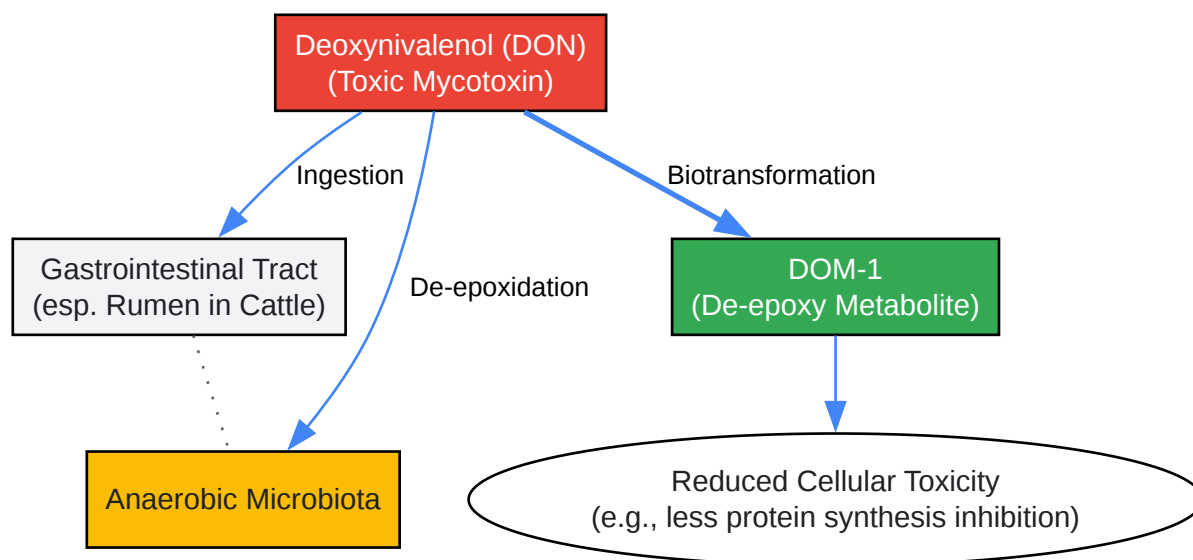 Deoxynivalenol (DON)
(Toxic Mycotoxin)
Ingestion
Biotransformation
Gastrointestinal Tract
(esp. Rumen in Cattle)
De-epoxidation
DOM-1
(De-epoxy Metabolite)
Anaerobic Microbiota
Reduced Cellular Toxicity
(e.g., less protein synthesis inhibition)